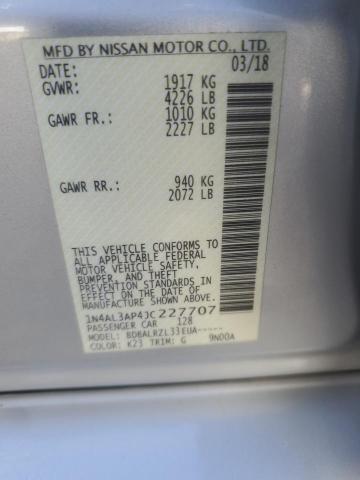 MFD BY NISSAN MOTOR CO., LTD.
DATE: 03/18
GVWR: 1917 KG
4226 LB
GAWR FR.: 1010 KG
2227 LB
GAWR RR.: 940 KG
2072 LB
THIS VEHICLE CONFORMS TO
ALL APPLICABLE FEDERAL
MOTOR VEHICLE SAFETY,
BUMPER, AND THEFT
PREVENTION STANDARDS IN
EFFECT ON THE DATE OF
MANUFACTURE SHOWN ABOVE.
1N4AL3AP4JC227707
PASSENGER CAR 128
MODEL: BDBALRZL33EUA-----
COLOR: K23 TRIM: G 9N00A